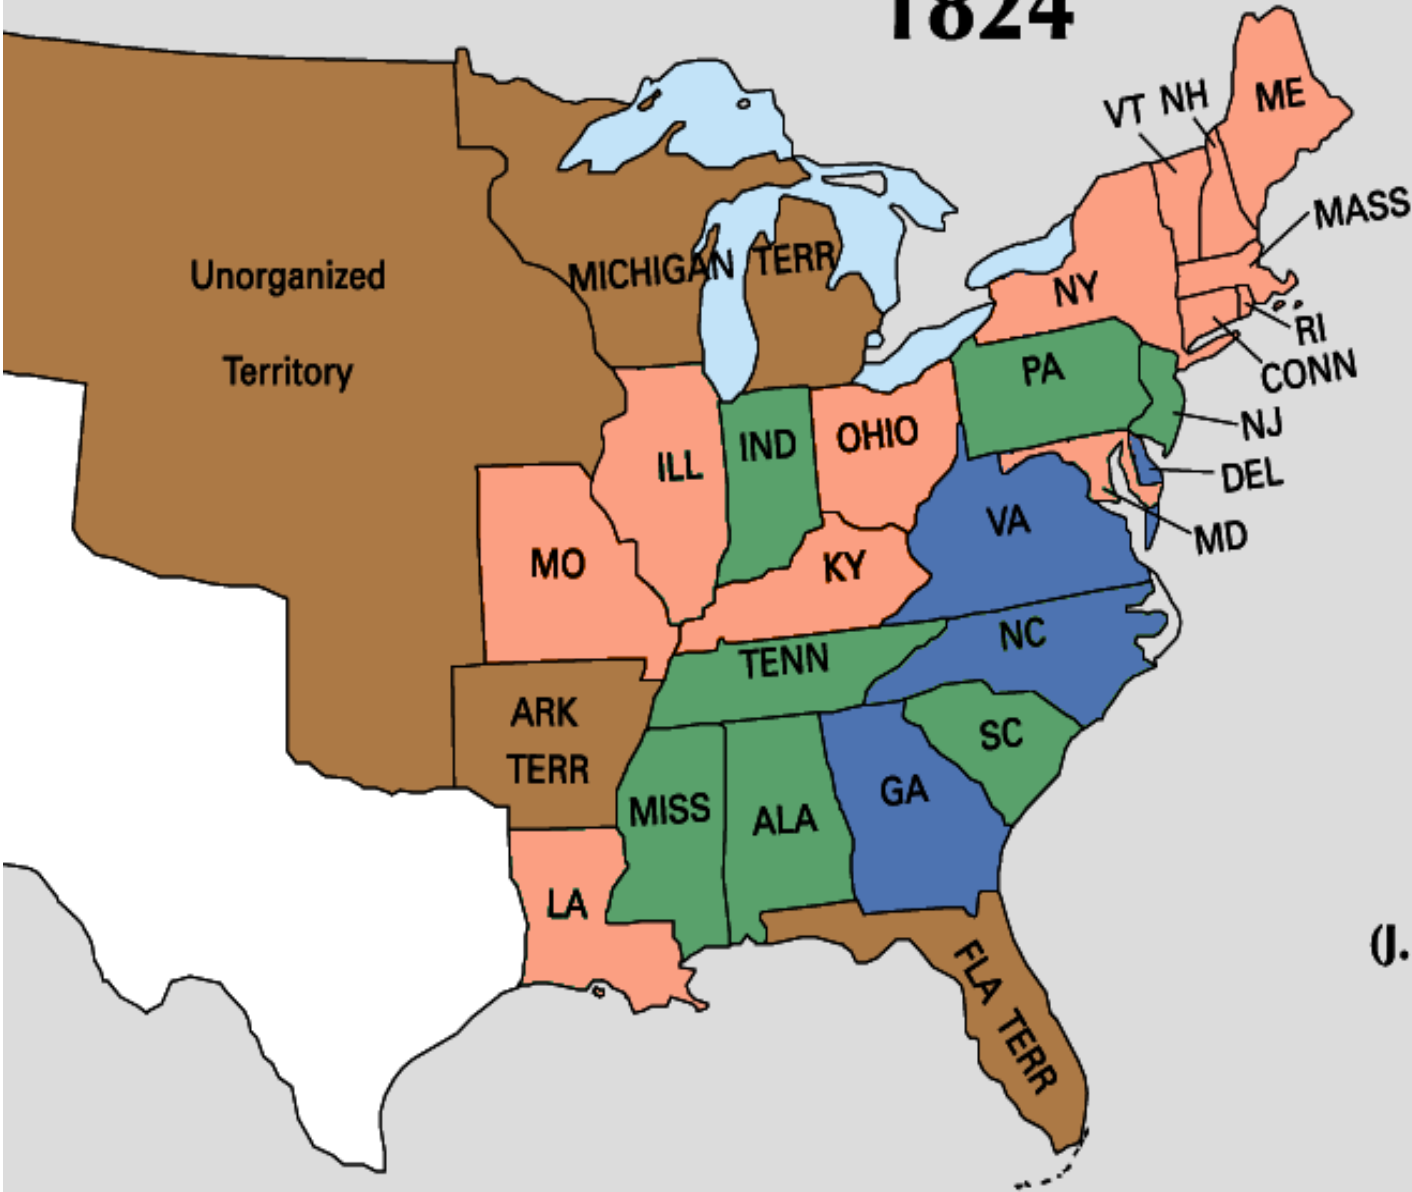 1824
ME
VT NH
MASS
Unorganized
Territory
MICHIGAN TERR
NY
RI
CONN
PA
NJ
IND
OHIO
ILL
DEL
VA
MD
MO
KY
NC
TENN
ARK
TERR
SC
GA
MISS
ALA
LA
(J.
FLA TERR